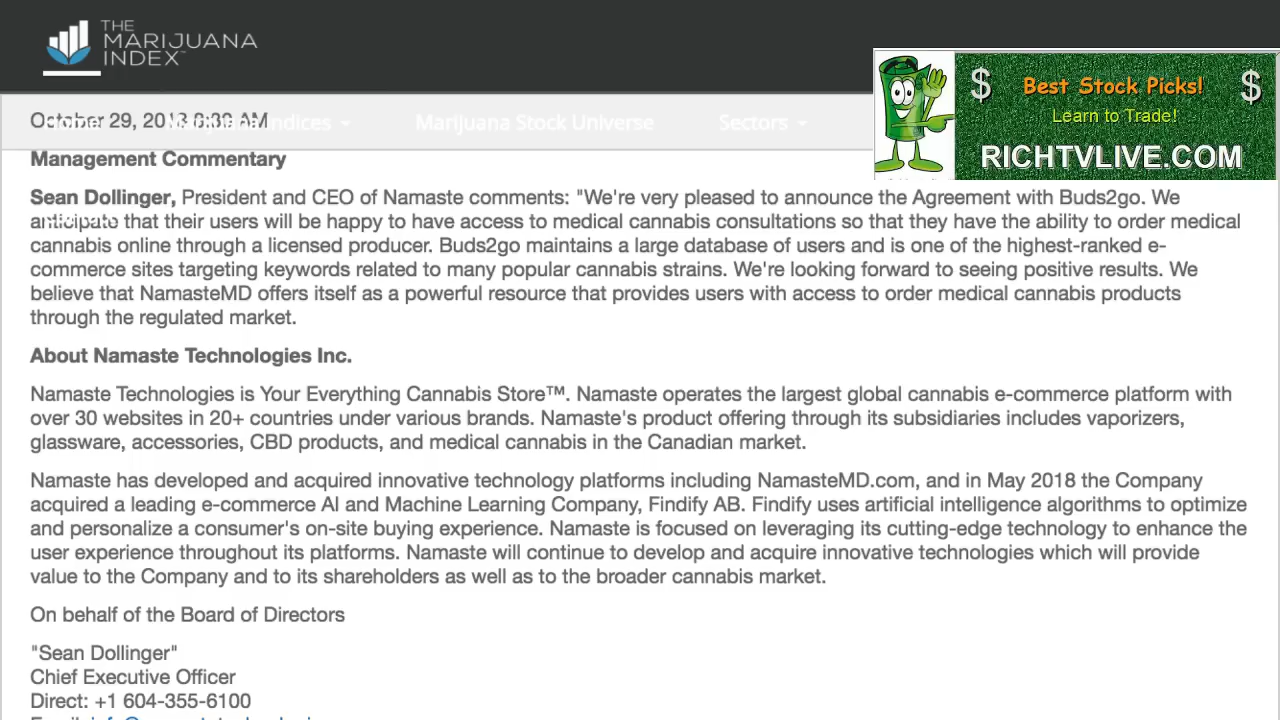 THE
MARIJUANA
INDEX™
$ Best Stock Picks! $
Learn to Trade!
RICHTVLIVE.COM
October 29, 8:30 AM
Indices
Marijuana Stock Universe
Sectors
Management Commentary
Sean Dollinger, President and CEO of Namaste comments: "We're very pleased to announce the Agreement with Buds2go. We
anticipate that their users will be happy to have access to medical cannabis consultations so that they have the ability to order medical
cannabis online through a licensed producer. Buds2go maintains a large database of users and is one of the highest-ranked e-
commerce sites targeting keywords related to many popular cannabis strains. We're looking forward to seeing positive results. We
believe that NamasteMD offers itself as a powerful resource that provides users with access to order medical cannabis products
through the regulated market.
About Namaste Technologies Inc.
Namaste Technologies is Your Everything Cannabis Store™. Namaste operates the largest global cannabis e-commerce platform with
over 30 websites in 20+ countries under various brands. Namaste's product offering through its subsidiaries includes vaporizers,
glassware, accessories, CBD products, and medical cannabis in the Canadian market.
Namaste has developed and acquired innovative technology platforms including NamasteMD.com, and in May 2018 the Company
acquired a leading e-commerce AI and Machine Learning Company, Findify AB. Findify uses artificial intelligence algorithms to optimize
and personalize a consumer's on-site buying experience. Namaste is focused on leveraging its cutting-edge technology to enhance the
user experience throughout its platforms. Namaste will continue to develop and acquire innovative technologies which will provide
value to the Company and to its shareholders as well as to the broader cannabis market.
On behalf of the Board of Directors
"Sean Dollinger"
Chief Executive Officer
Direct: +1 604-355-6100